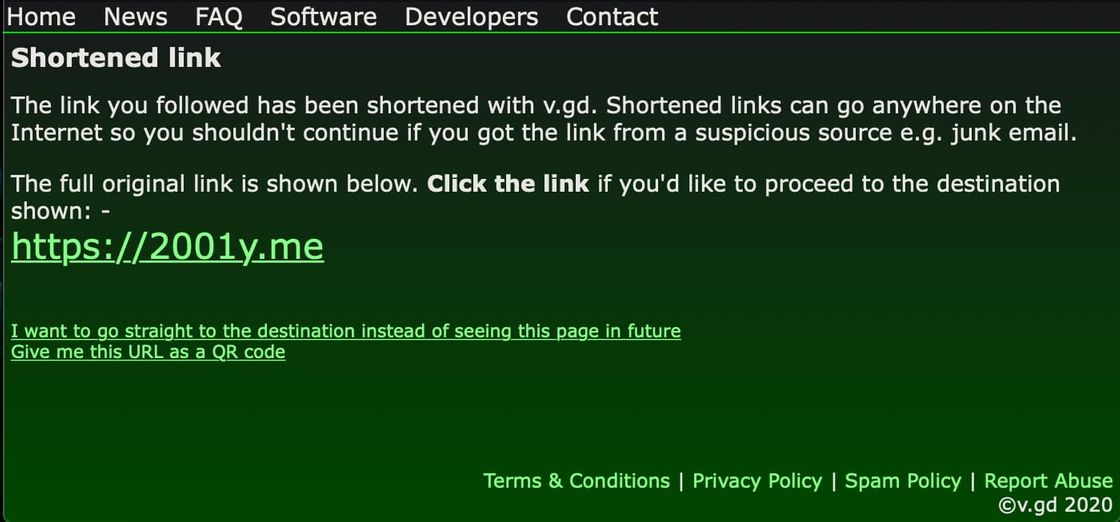 Home News FAQ Software Developers Contact
Shortened link
The link you followed has been shortened with v.gd. Shortened links can go anywhere on the
Internet so you shouldn't continue if you got the link from a suspicious source e.g. junk email.
The full original link is shown below. Click the link if you'd like to proceed to the destination
shown: -
https://2001y.me
I want to go straight to the destination instead of seeing this page in future
Give me this URL as a QR code
Terms & Conditions | Privacy Policy | Spam Policy | Report Abuse
©v.gd 2020